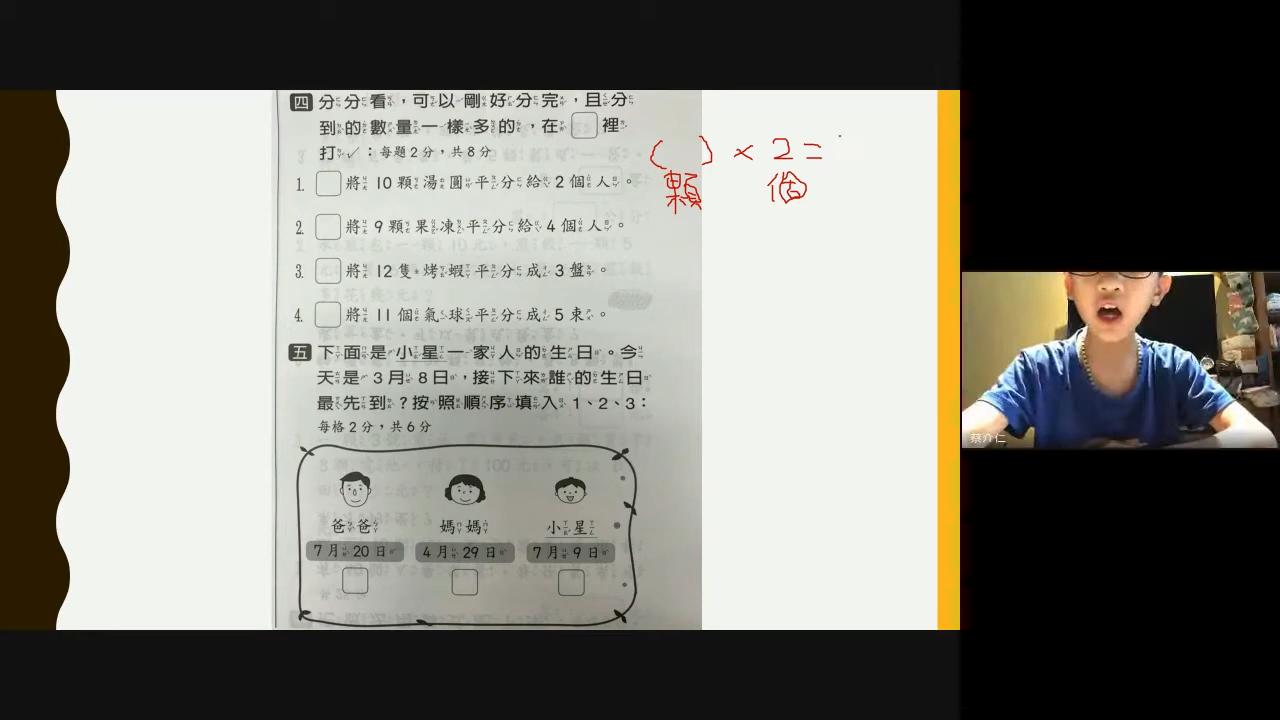 四 分分看，可以剛好分完，且分
到的數量一樣多的，在□裡
打✓：每題2分，共8分
1. □將10顆湯圓平分給2個人。
2. □將9顆果凍平分給4個人。
3. □將12隻烤蝦平分成3盤。
4. □將11個氣球平分成5束。
五 下面是小星一家人的生日。今
天是3月8日，接下來誰的生日
最先到？按照順序填入1、2、3：
每格2分，共6分
爸爸 媽媽 小星
7月20日 4月29日 7月9日
( ) × 2 =
顆 個
蔡介仁